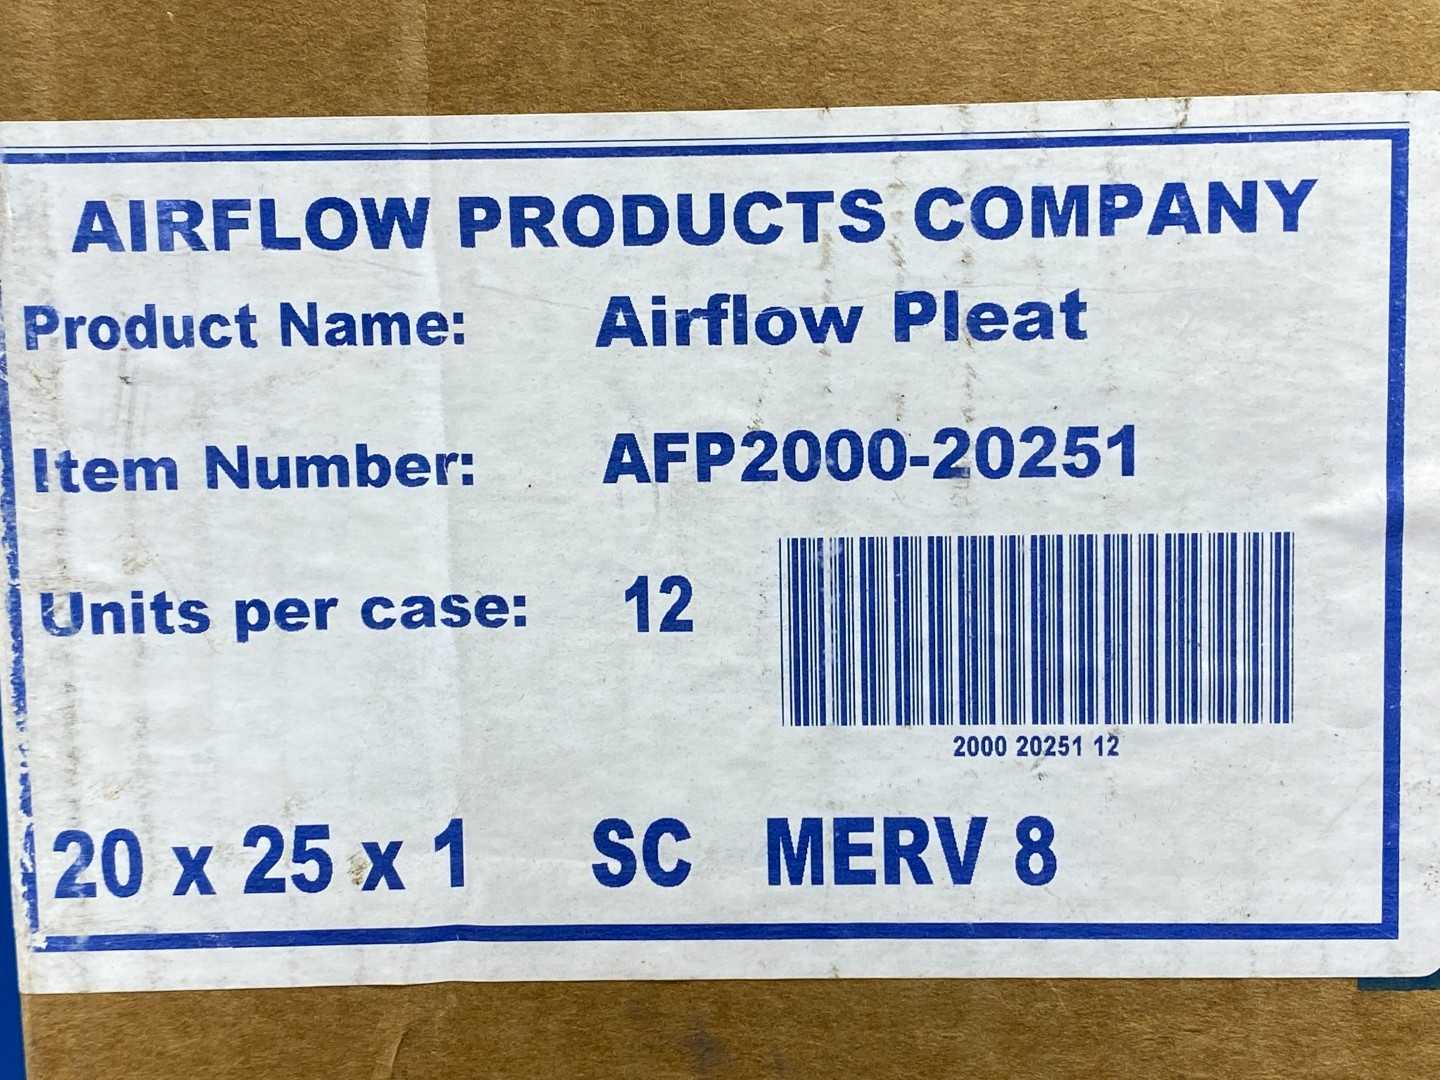 AIRFLOW PRODUCTS COMPANY
Product Name: Airflow Pleat
Item Number: AFP2000-20251
Units per case: 12
2000 20251 12
20 x 25 x 1 SC MERV 8